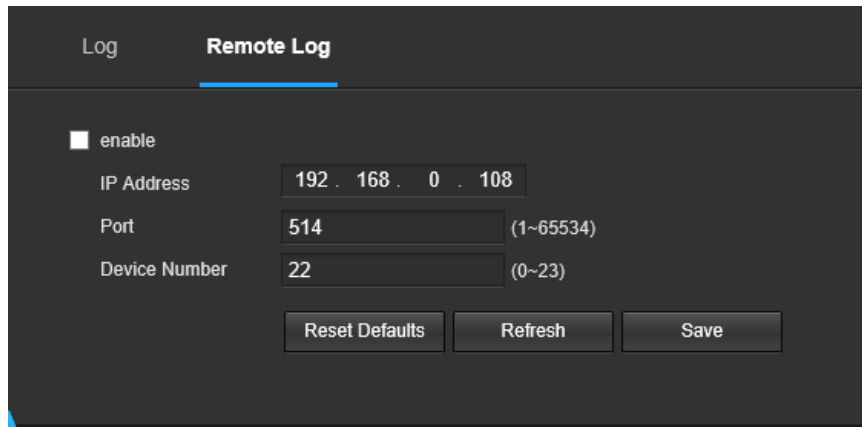 Log Remote Log
enable
IP Address 192 . 168 . 0 . 108
Port 514 (1~65534)
Device Number 22 (0~23)
Reset Defaults Refresh Save